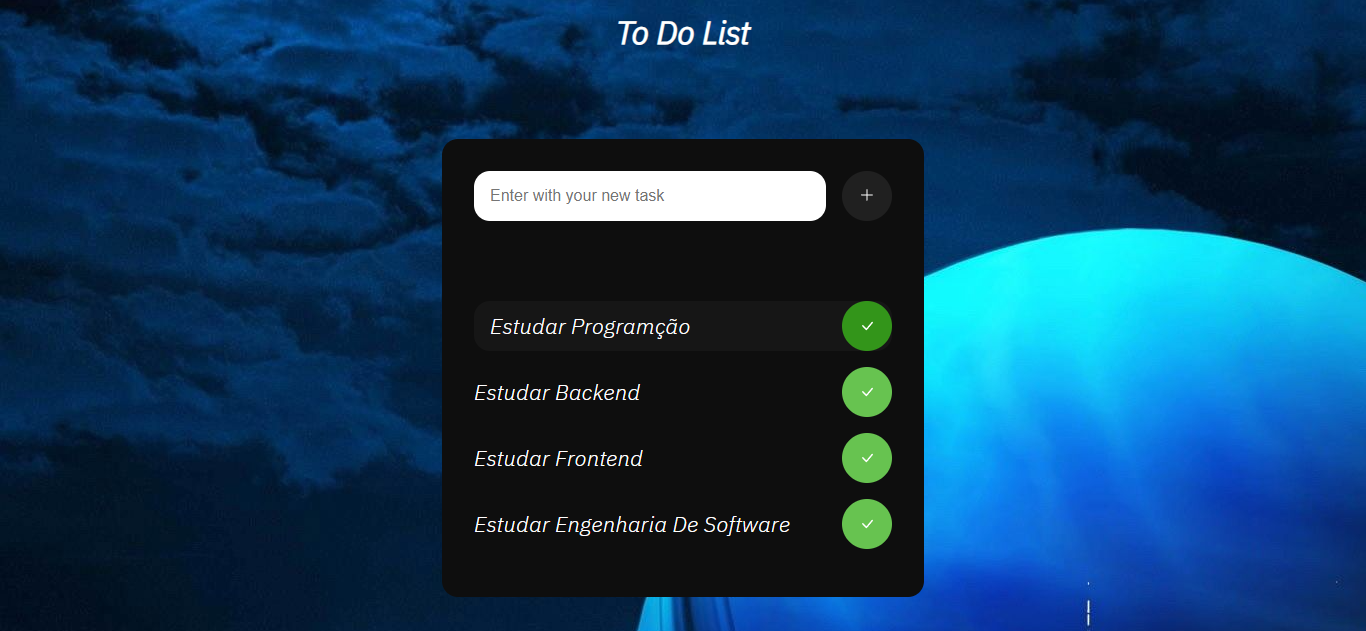 To Do List
Enter with your new task
Estudar Programção
Estudar Backend
Estudar Frontend
Estudar Engenharia De Software